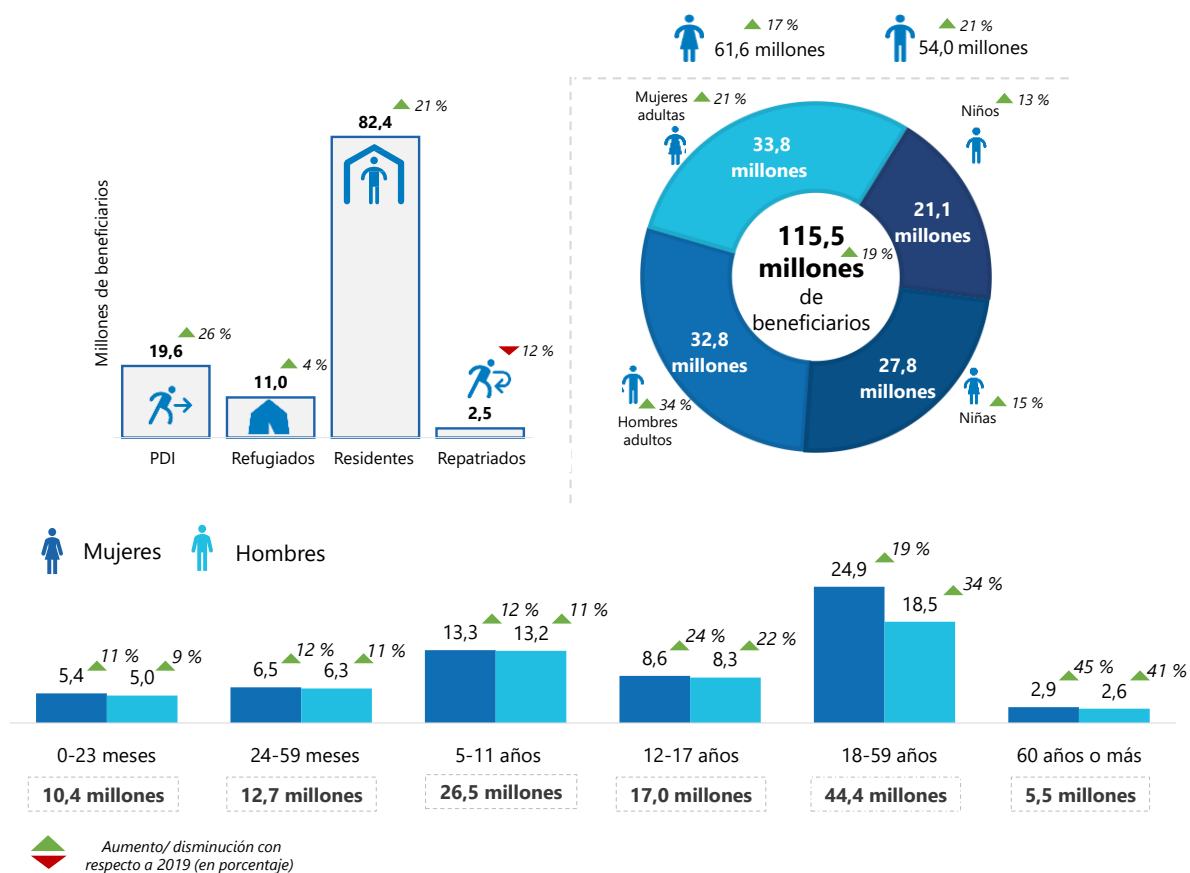 17 %
61,6 millones
21 %
54,0 millones
Millones de beneficiarios
26 %
19,6
4 %
11,0
21 %
82,4
12 %
2,5
PDI
Refugiados
Residentes
Repatriados
Mujeres
adultas
21 %
Niños
13 %
33,8
millones
21,1
millones
115,5
millones
19 %
de
beneficiarios
32,8
millones
27,8
millones
34 %
Hombres
adultos
15 %
Niñas
Mujeres
Hombres
5,4
11 %
5,0
9 %
6,5
12 %
6,3
11 %
13,3
12 %
13,2
11 %
8,6
24 %
8,3
22 %
24,9
19 %
18,5
34 %
2,9
45 %
2,6
41 %
0-23 meses
24-59 meses
5-11 años
12-17 años
18-59 años
60 años o más
10,4 millones
12,7 millones
26,5 millones
17,0 millones
44,4 millones
5,5 millones
Aumento/ disminución con
respecto a 2019 (en porcentaje)